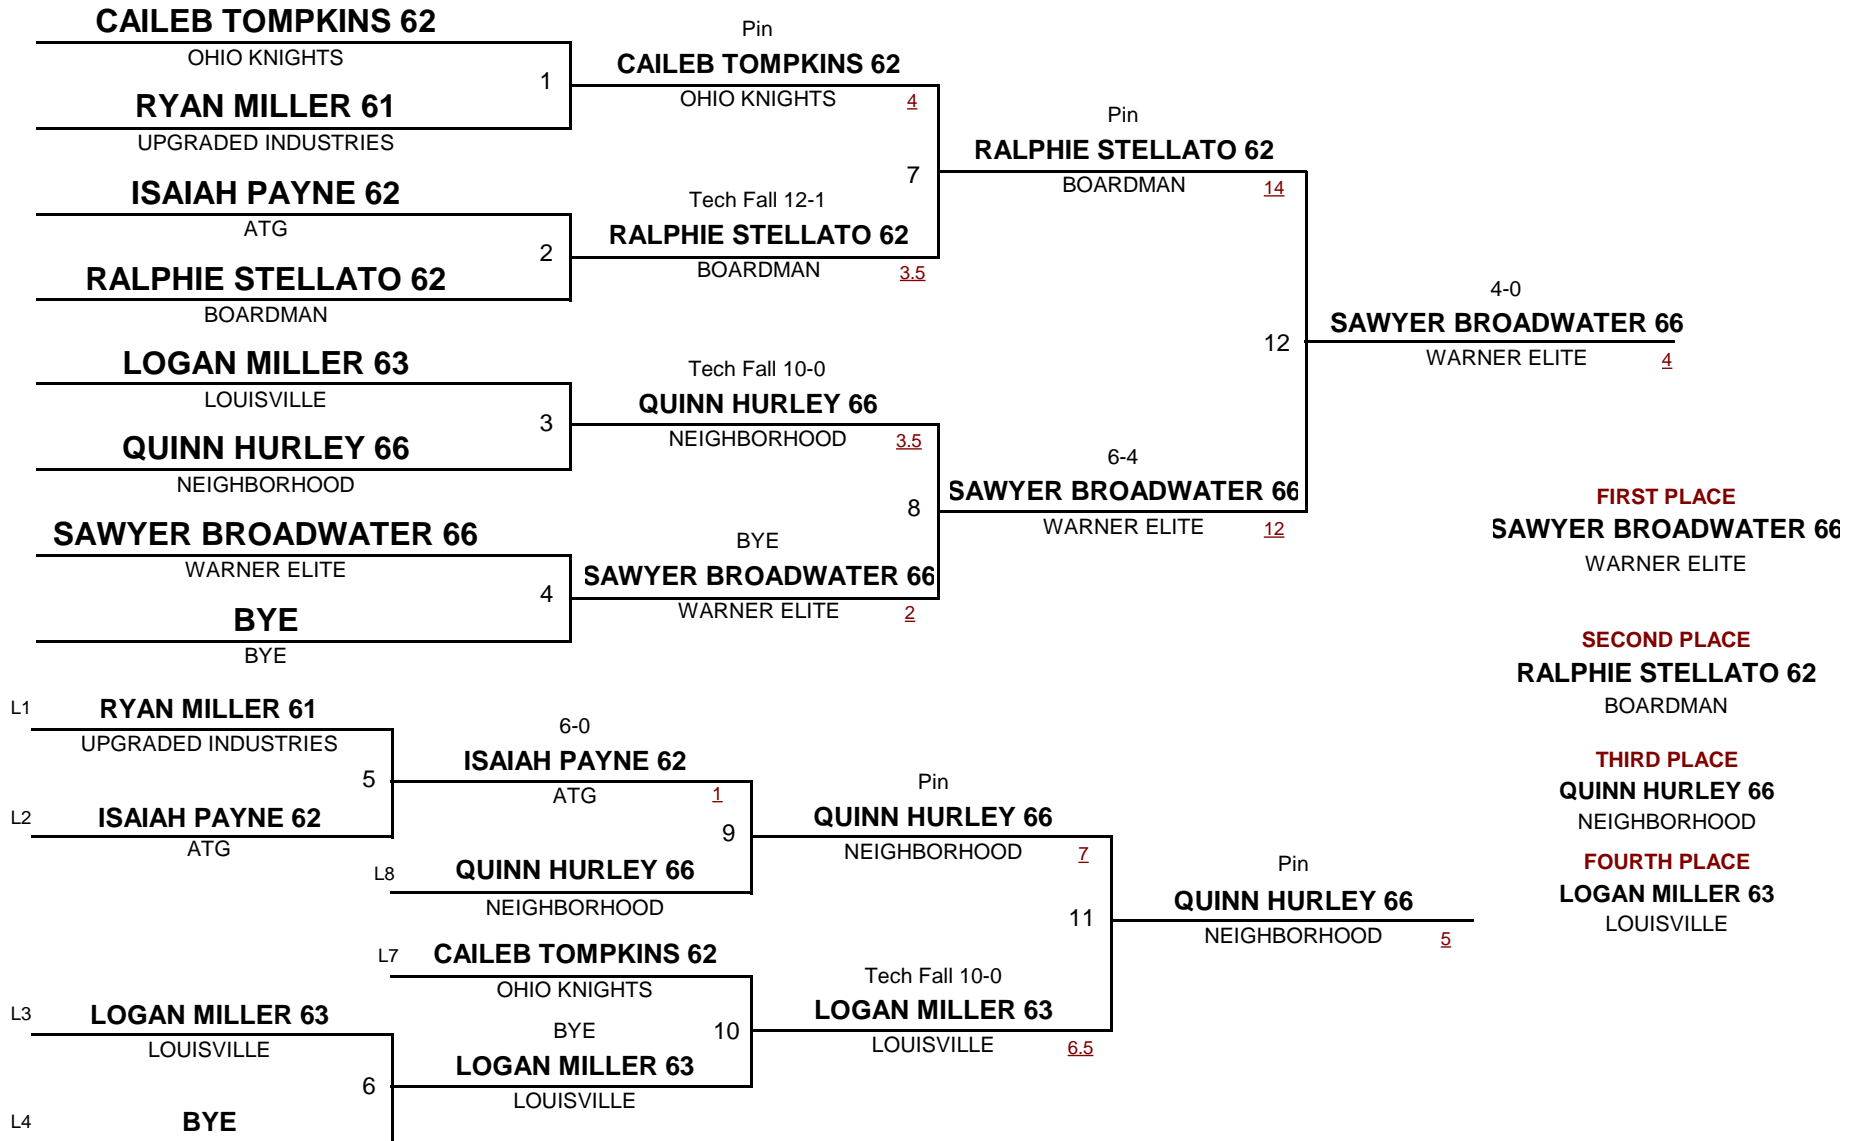 CAILEB TOMPKINS 62
OHIO KNIGHTS
1
RYAN MILLER 61
UPGRADED INDUSTRIES
ISAIAH PAYNE 62
ATG
2
RALPHIE STELLATO 62
BOARDMAN
LOGAN MILLER 63
LOUISVILLE
3
QUINN HURLEY 66
NEIGHBORHOOD
SAWYER BROADWATER 66
WARNER ELITE
4
BYE
BYE
Pin
CAILEB TOMPKINS 62
OHIO KNIGHTS 4
7
Tech Fall 12-1
RALPHIE STELLATO 62
BOARDMAN 3.5
Tech Fall 10-0
QUINN HURLEY 66
NEIGHBORHOOD 3.5
8
BYE
SAWYER BROADWATER 66
WARNER ELITE 2
Pin
RALPHIE STELLATO 62
BOARDMAN 14
12
6-4
SAWYER BROADWATER 66
WARNER ELITE 12
4-0
SAWYER BROADWATER 66
WARNER ELITE 4
FIRST PLACE
SAWYER BROADWATER 66
WARNER ELITE
SECOND PLACE
RALPHIE STELLATO 62
BOARDMAN
THIRD PLACE
QUINN HURLEY 66
NEIGHBORHOOD
FOURTH PLACE
LOGAN MILLER 63
LOUISVILLE
L1 RYAN MILLER 61
UPGRADED INDUSTRIES
5
L2 ISAIAH PAYNE 62
ATG
L3 LOGAN MILLER 63
LOUISVILLE
6
L4 BYE
6-0
ISAIAH PAYNE 62
ATG 1
9
L8 QUINN HURLEY 66
NEIGHBORHOOD
L7 CAILEB TOMPKINS 62
OHIO KNIGHTS
BYE 10
LOGAN MILLER 63
LOUISVILLE
Pin
QUINN HURLEY 66
NEIGHBORHOOD 7
11
Tech Fall 10-0
LOGAN MILLER 63
LOUISVILLE 6.5
Pin
QUINN HURLEY 66
NEIGHBORHOOD 5